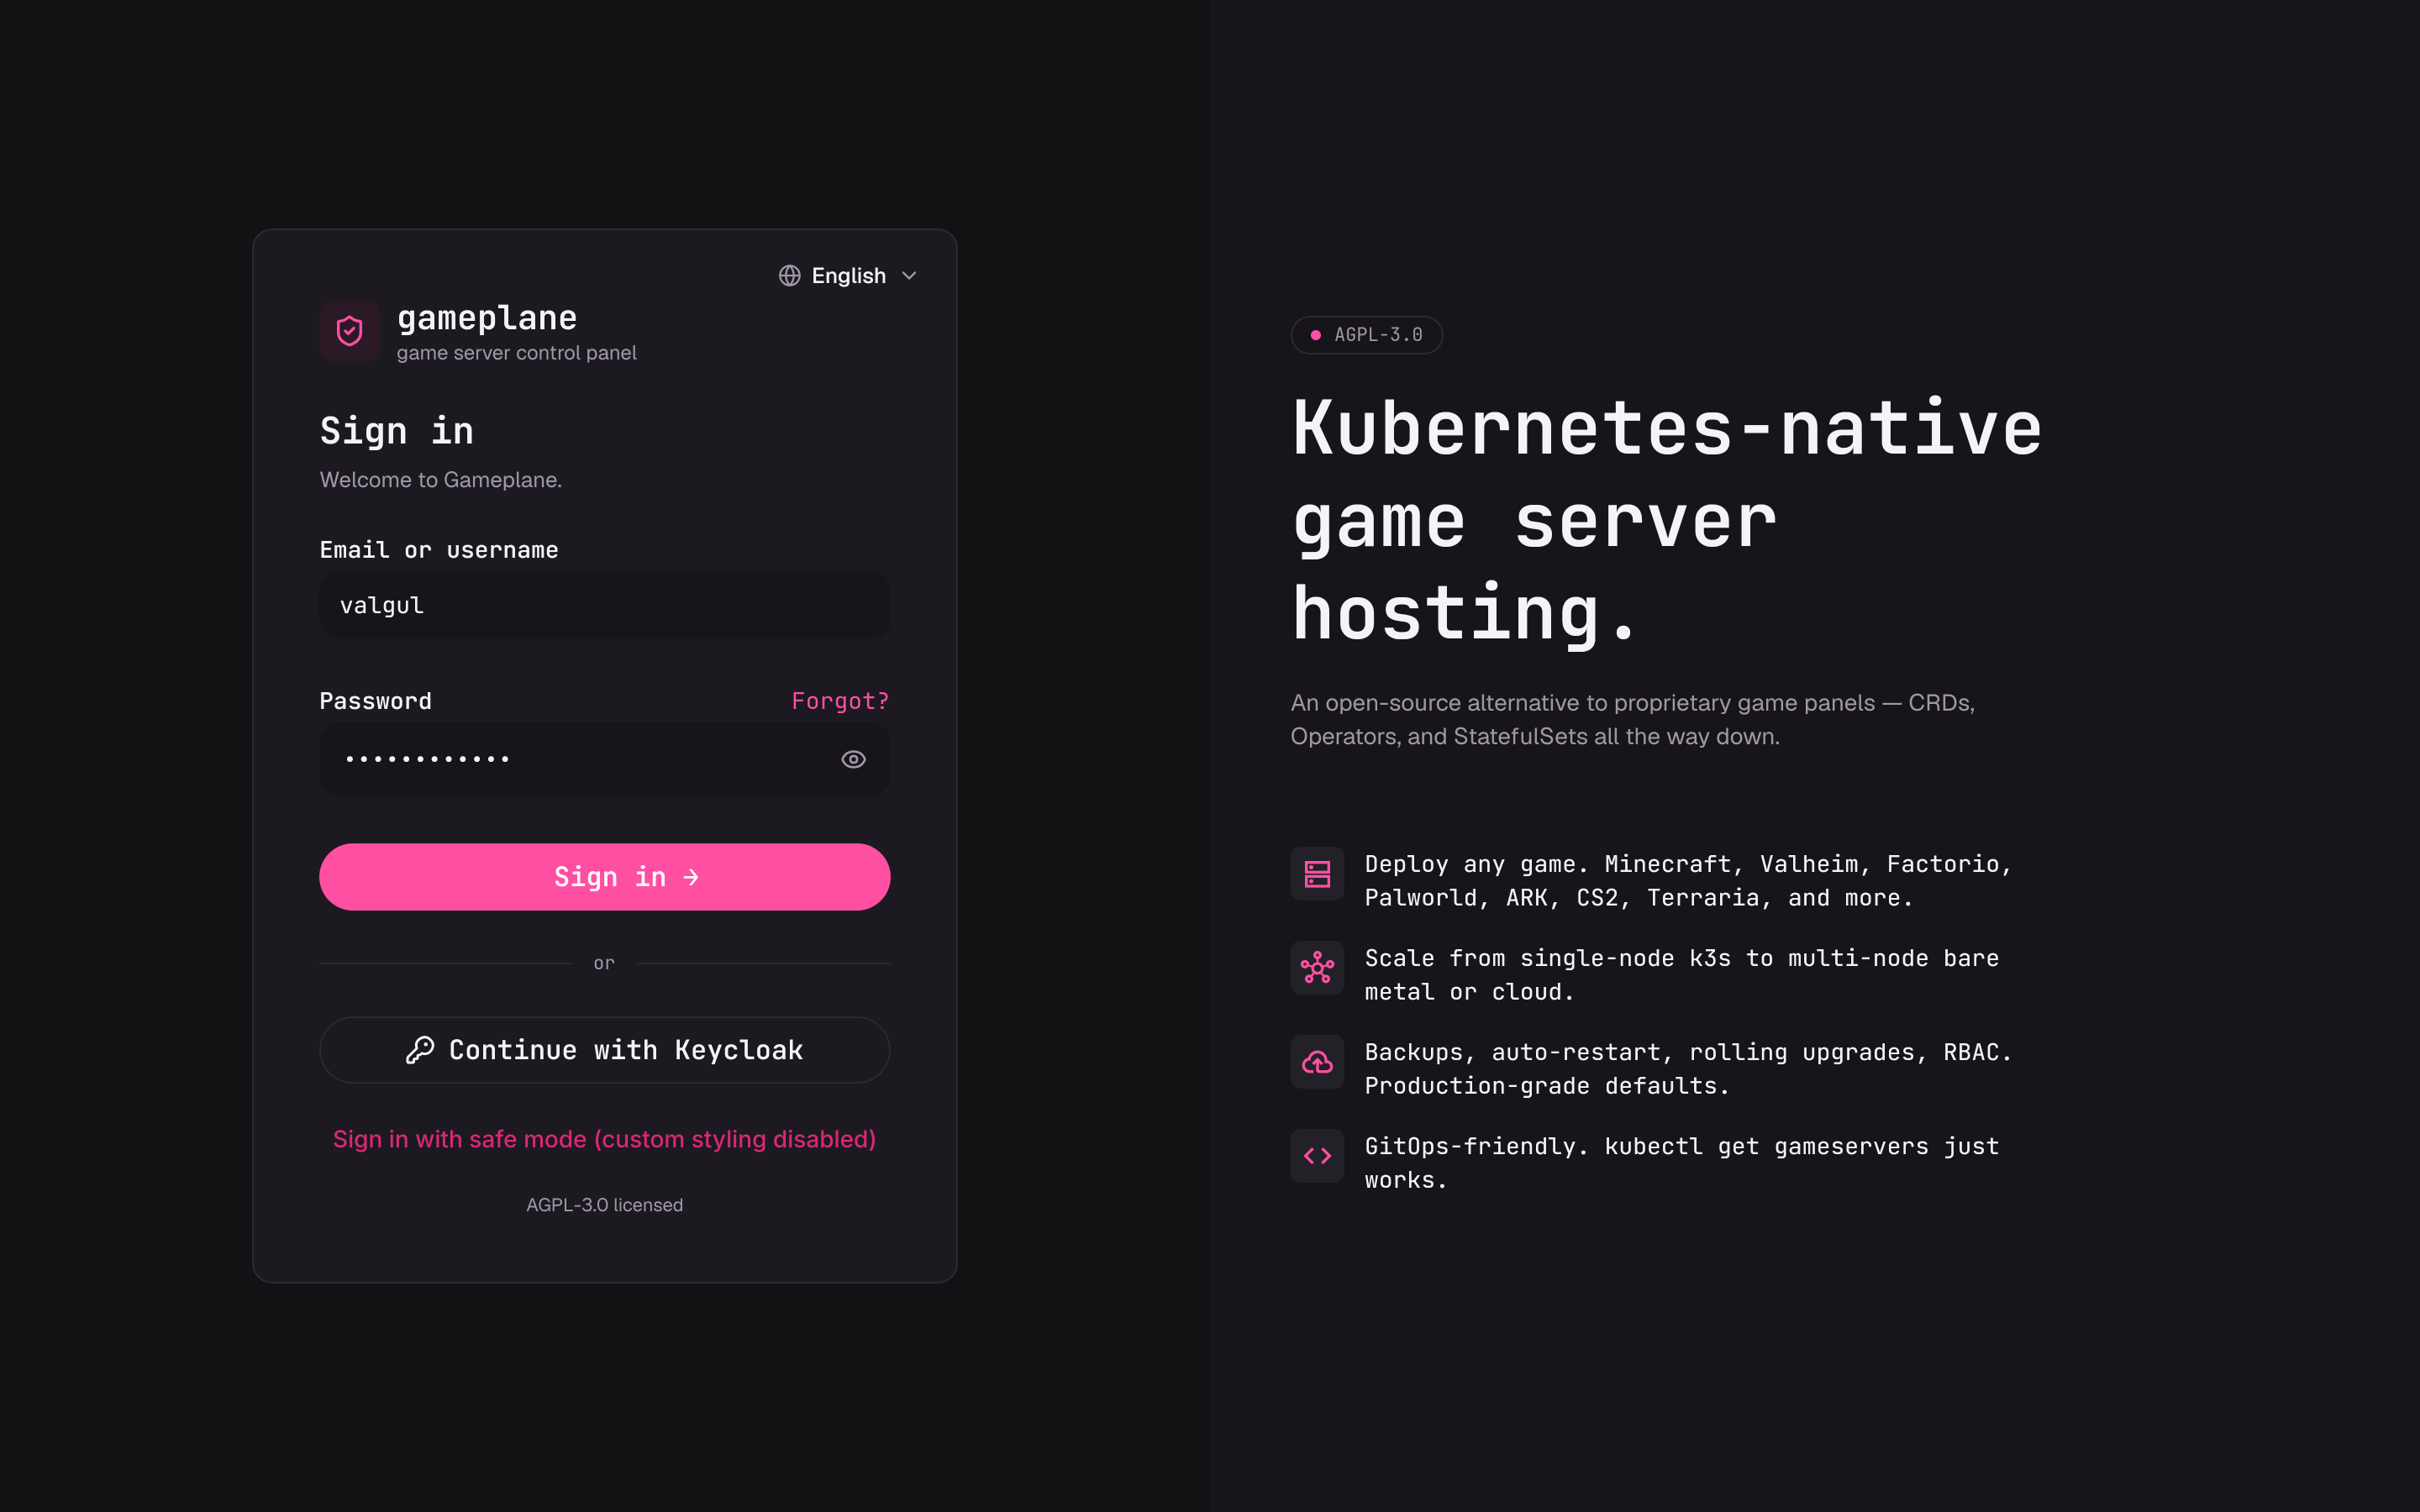 English
gameplane
game server control panel
Sign in
Welcome to Gameplane.
Email or username
valgul
Password
Forgot?
••••••••••••
Sign in →
or
Continue with Keycloak
Sign in with safe mode (custom styling disabled)
AGPL-3.0 licensed
AGPL-3.0
Kubernetes-native
game server
hosting.
An open-source alternative to proprietary game panels — CRDs,
Operators, and StatefulSets all the way down.
Deploy any game. Minecraft, Valheim, Factorio,
Palworld, ARK, CS2, Terraria, and more.
Scale from single-node k3s to multi-node bare
metal or cloud.
Backups, auto-restart, rolling upgrades, RBAC.
Production-grade defaults.
GitOps-friendly. kubectl get gameservers just
works.